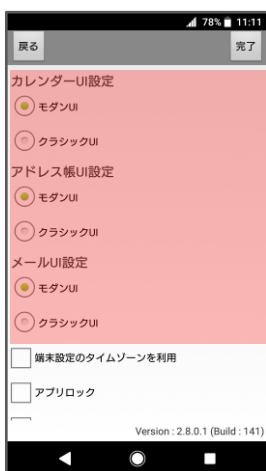 78% 11:11
戻る 完了
カレンダーUI設定
モダンUI
クラシックUI
アドレス帳UI設定
モダンUI
クラシックUI
メールUI設定
モダンUI
クラシックUI
端末設定のタイムゾーンを利用
アプリロック
Version : 2.8.0.1 (Build : 141)